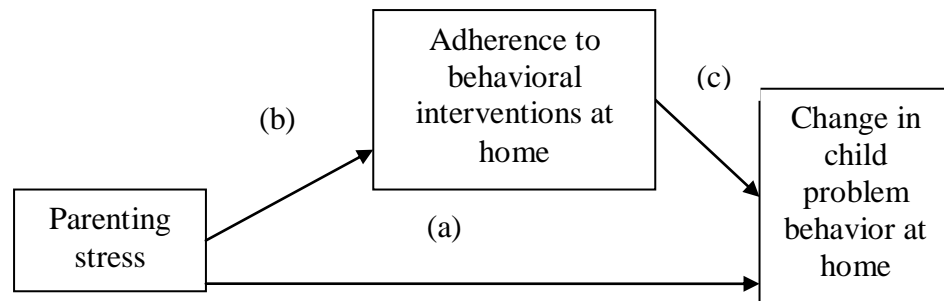 Adherence to
behavioral
interventions at
home
(c)
(b)
Change in
child
problem
behavior at
home
Parenting
stress
(a)